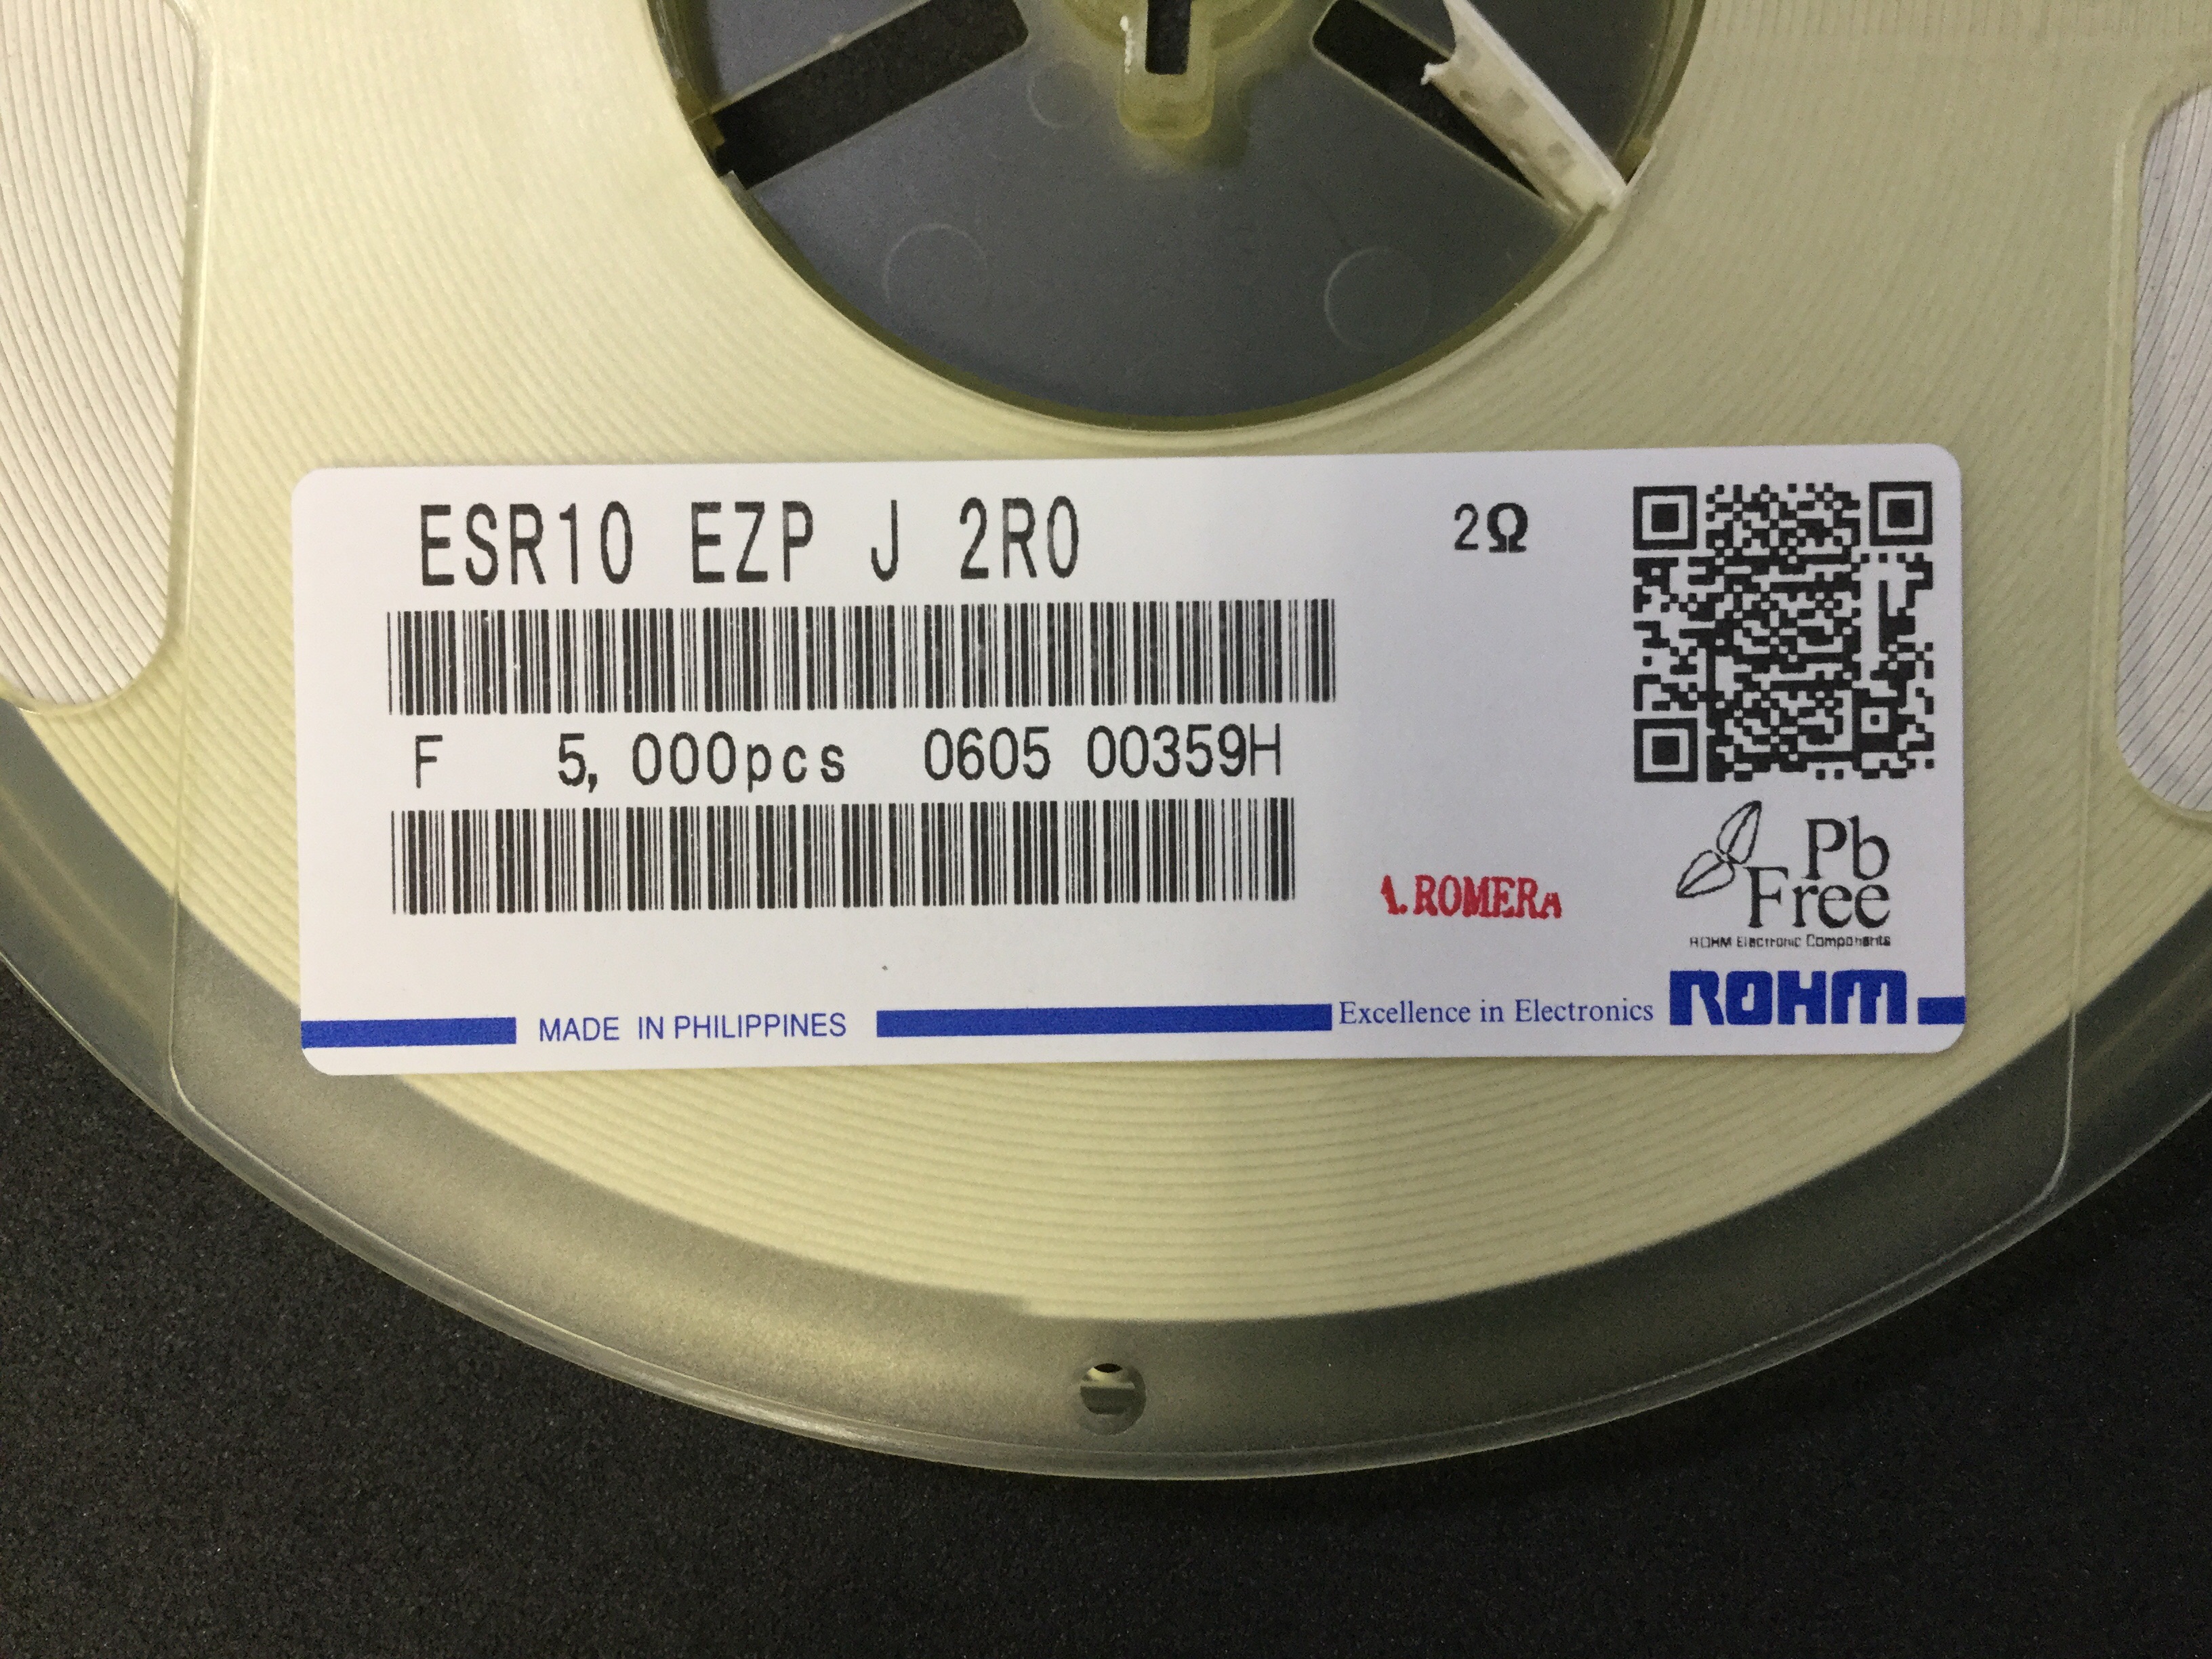 ESR10 EZP J 2R0
2Ω
F 5,000pcs 0605 00359H
Pb
Free
ROHM Electronic Components
1.ROMERA
MADE IN PHILIPPINES
Excellence in Electronics
ROHM